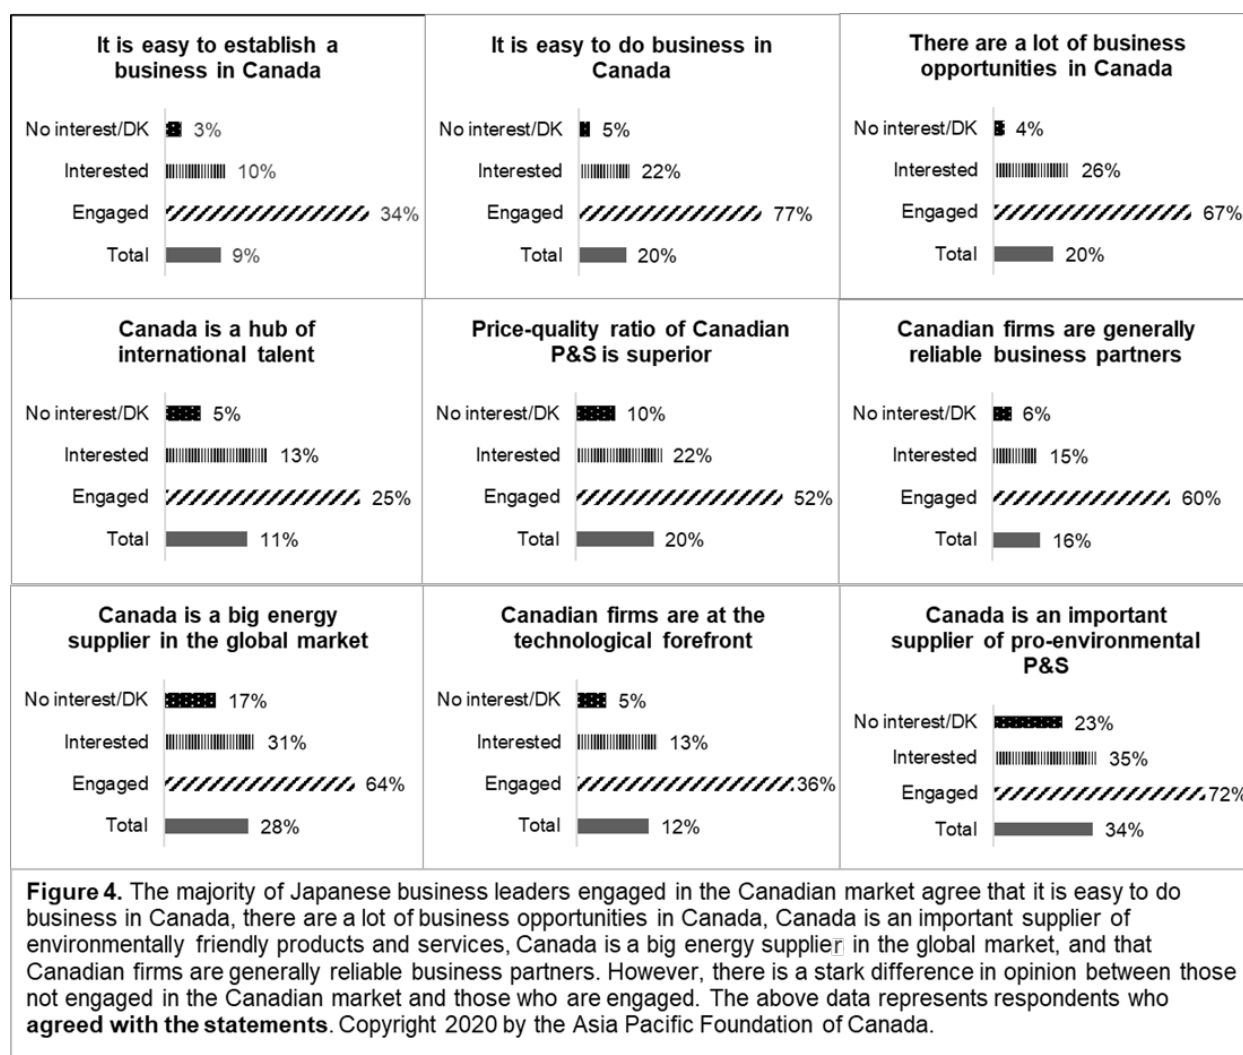 It is easy to establish a
business in Canada
No interest/DK 3%
Interested 10%
Engaged 34%
Total 9%
It is easy to do business in
Canada
5%
22%
77%
20%
There are a lot of business
opportunities in Canada
No interest/DK 4%
Interested 26%
Engaged 67%
Total 20%
Canada is a hub of
international talent
No interest/DK 5%
Interested 13%
Engaged 25%
Total 11%
Price-quality ratio of Canadian
P&S is superior
No interest/DK 10%
Interested 22%
Engaged 52%
Total 20%
Canadian firms are generally
reliable business partners
No interest/DK 6%
Interested 15%
Engaged 60%
Total 16%
Canada is a big energy
supplier in the global market
No interest/DK 17%
Interested 31%
Engaged 64%
Total 28%
Canadian firms are at the
technological forefront
No interest/DK 5%
Interested 13%
Engaged 36%
Total 12%
Canada is an important
supplier of pro-environmental
P&S
No interest/DK 23%
Interested 35%
Engaged 72%
Total 34%
Figure 4. The majority of Japanese business leaders engaged in the Canadian market agree that it is easy to do
business in Canada, there are a lot of business opportunities in Canada, Canada is an important supplier of
environmentally friendly products and services, Canada is a big energy supplier in the global market, and that
Canadian firms are generally reliable business partners. However, there is a stark difference in opinion between those
not engaged in the Canadian market and those who are engaged. The above data represents respondents who
agreed with the statements. Copyright 2020 by the Asia Pacific Foundation of Canada.